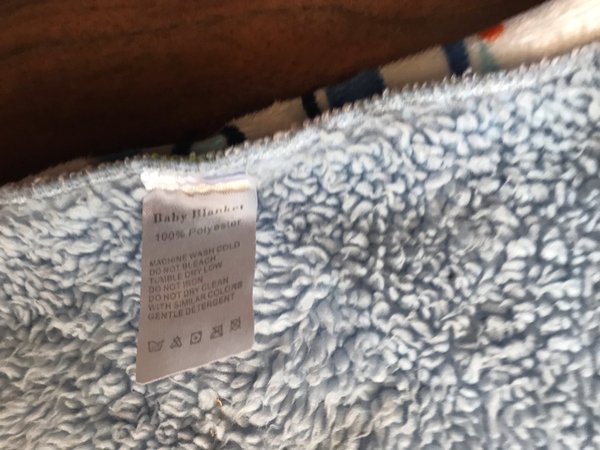 Baby Blanket
100% Polyester
MACHINE WASH COLD
DO NOT BLEACH
TUMBLE DRY LOW
DO NOT IRON
DO NOT DRY CLEAN
WITH SIMILAR COLORS
GENTLE DETERGENT